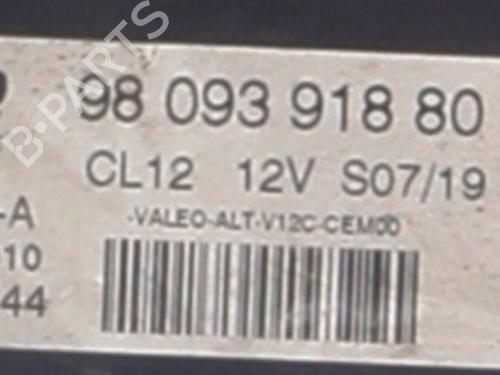 98 093 918 80
CL12 12V S07/19
-A
-VALEO-ALT-V12C-CEM00
10
44
B-PARTS